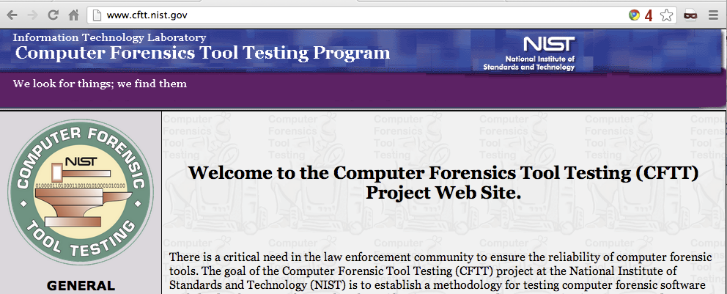 www.cftt.nist.gov
4
Information Technology Laboratory
Computer Forensics Tool Testing Program
NIST
National Institute of
Standards and Technology
We look for things; we find them
COMPUTER FORENSIC
NIST
TOOL TESTING
GENERAL
Welcome to the Computer Forensics Tool Testing (CFTT)
Project Web Site.
There is a critical need in the law enforcement community to ensure the reliability of computer forensic
tools. The goal of the Computer Forensic Tool Testing (CFTT) project at the National Institute of
Standards and Technology (NIST) is to establish a methodology for testing computer forensic software